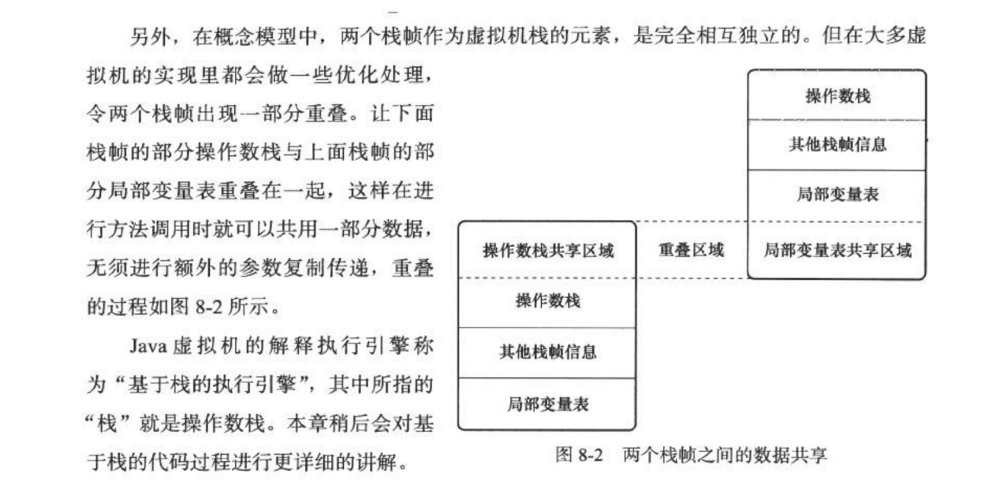 另外，在概念模型中，两个栈帧作为虚拟机栈的元素，是完全相互独立的。但在大多虚
拟机的实现里都会做一些优化处理，
令两个栈帧出现一部分重叠。让下面
栈帧的部分操作数栈与上面栈帧的部
分局部变量表重叠在一起，这样在进
行方法调用时就可以共用一部分数据，
无须进行额外的参数复制传递，重叠
的过程如图 8-2 所示。
Java 虚拟机的解释执行引擎称
为“基于栈的执行引擎”，其中所指的
“栈”就是操作数栈。本章稍后会对基
于栈的代码过程进行更详细的讲解。
操作数栈
其他栈帧信息
局部变量表
操作数栈共享区域
重叠区域
局部变量表共享区域
操作数栈
其他栈帧信息
局部变量表
图 8-2 两个栈帧之间的数据共享